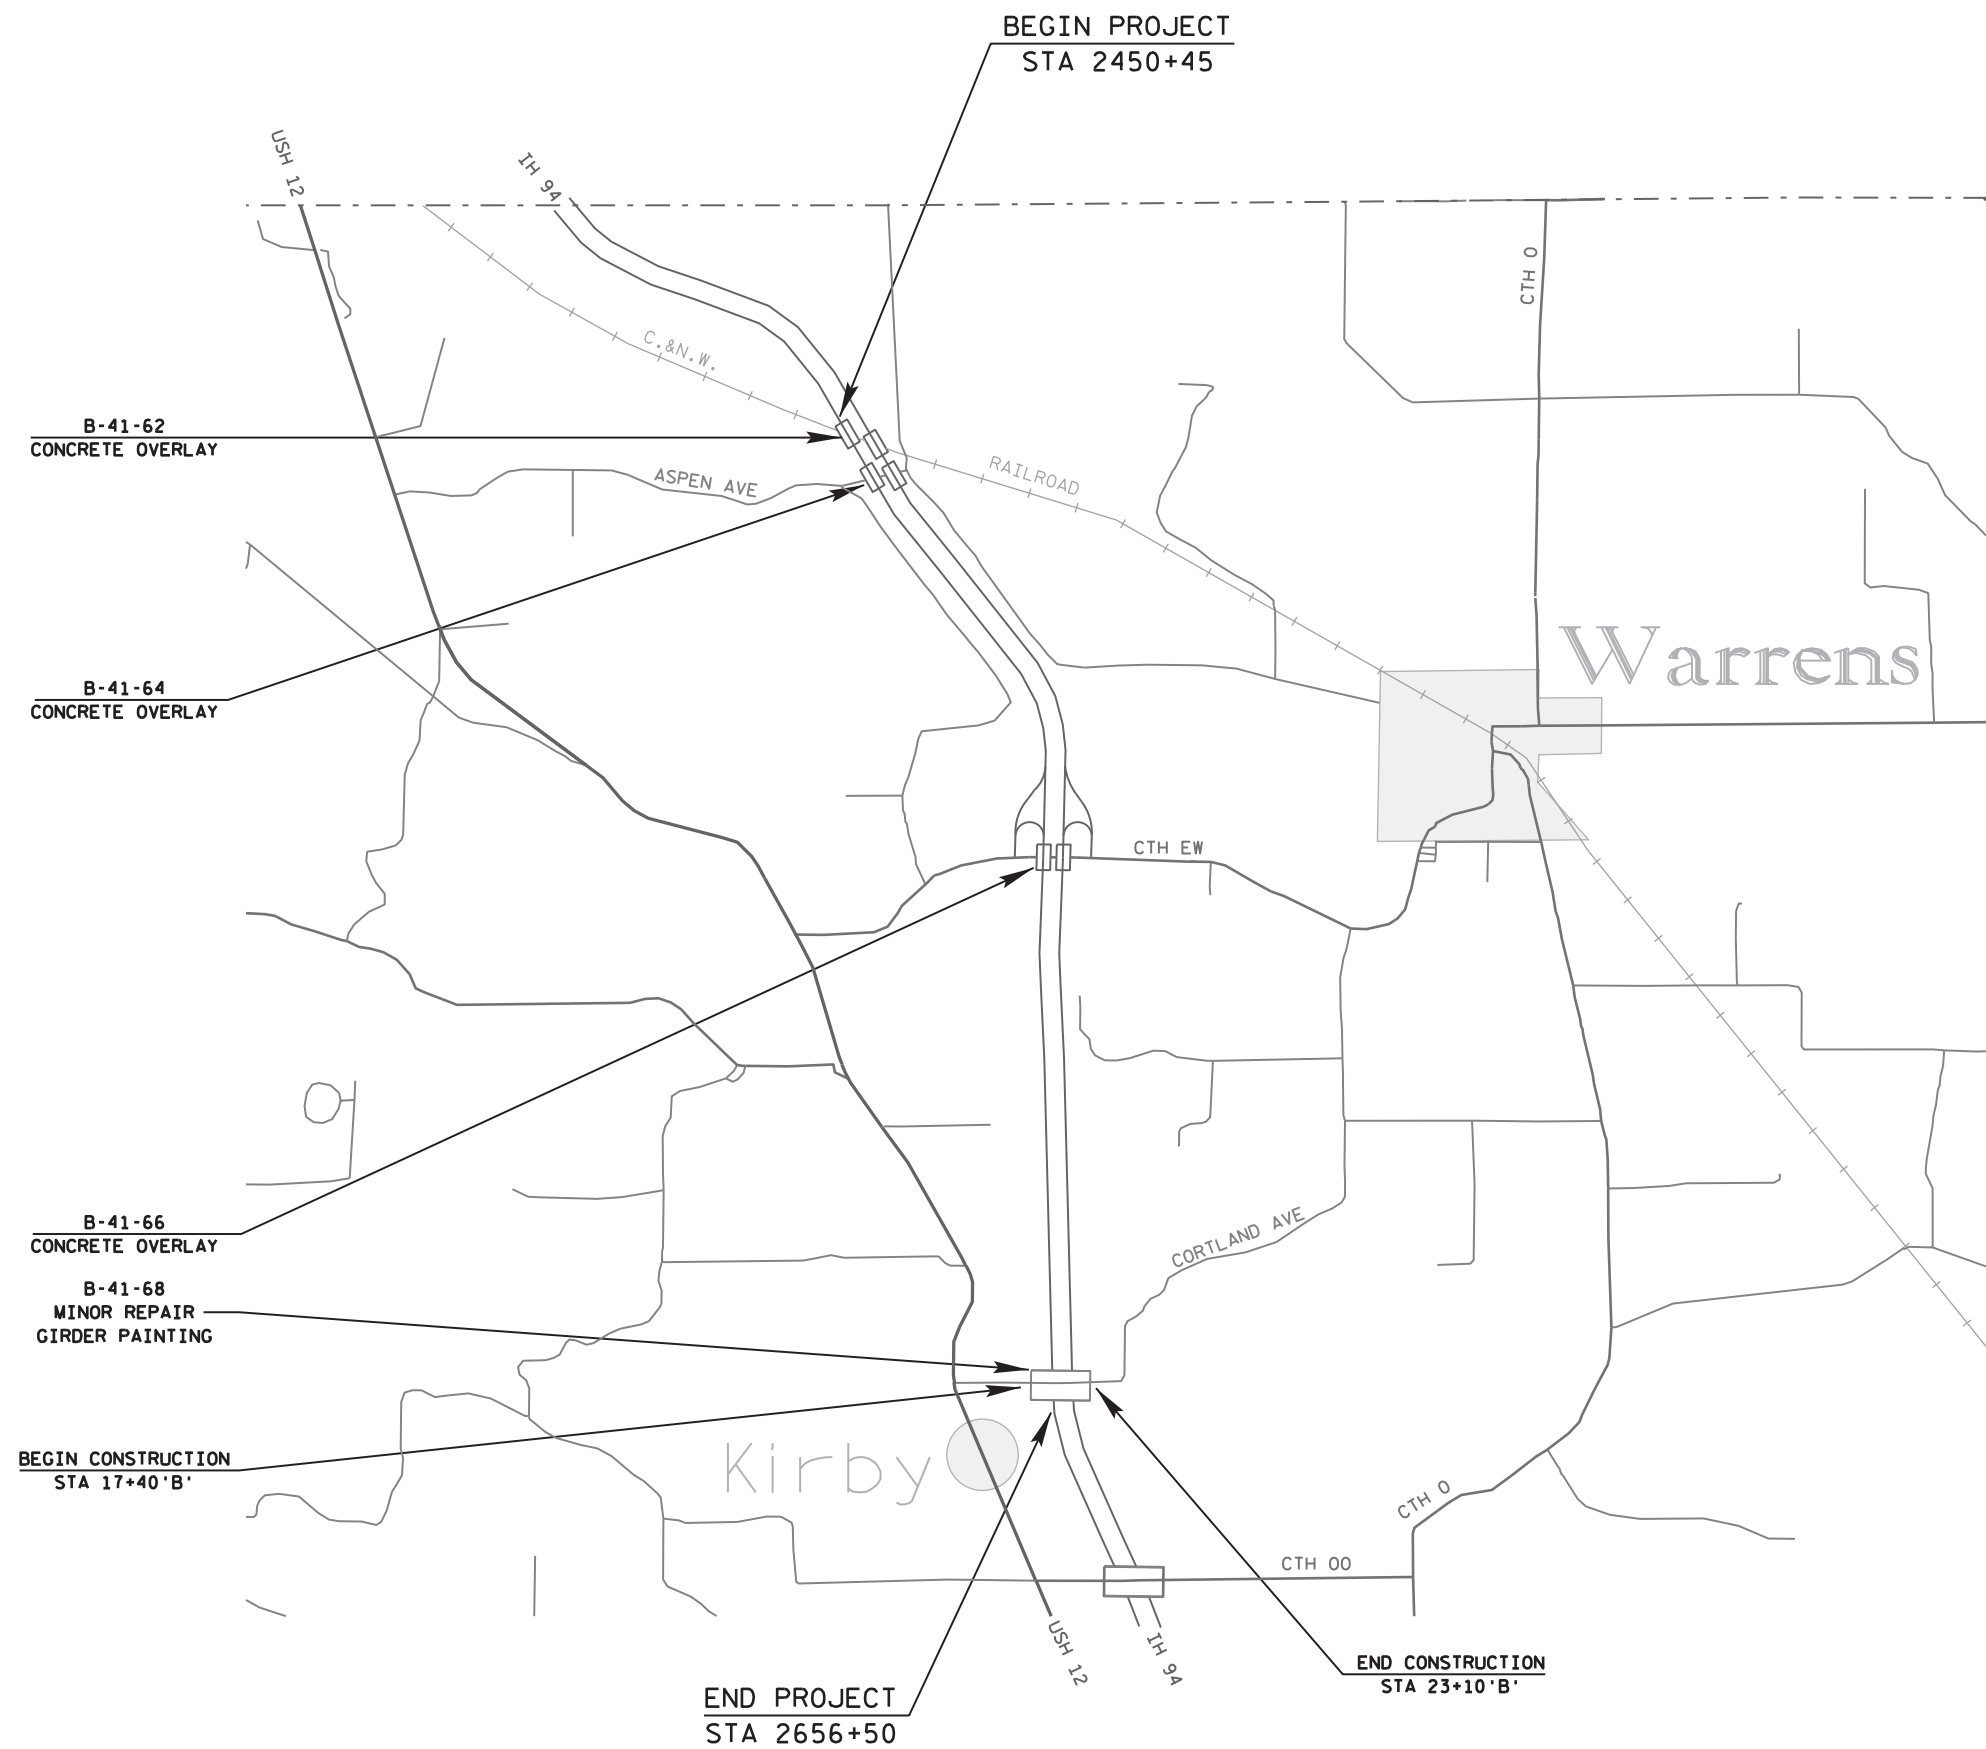 BEGIN PROJECT
STA 2450+45
USH 12
IH 94
CTH O
C.&N.W.
B-41-62
CONCRETE OVERLAY
ASPEN AVE
RAILROAD
Warrens
B-41-64
CONCRETE OVERLAY
CTH EW
B-41-66
CONCRETE OVERLAY
CORTLAND AVE
B-41-68
MINOR REPAIR
GIRDER PAINTING
BEGIN CONSTRUCTION
STA 17+40'B'
Kirby
CTH O
CTH OO
USH 12
IH 94
END CONSTRUCTION
STA 23+10'B'
END PROJECT
STA 2656+50